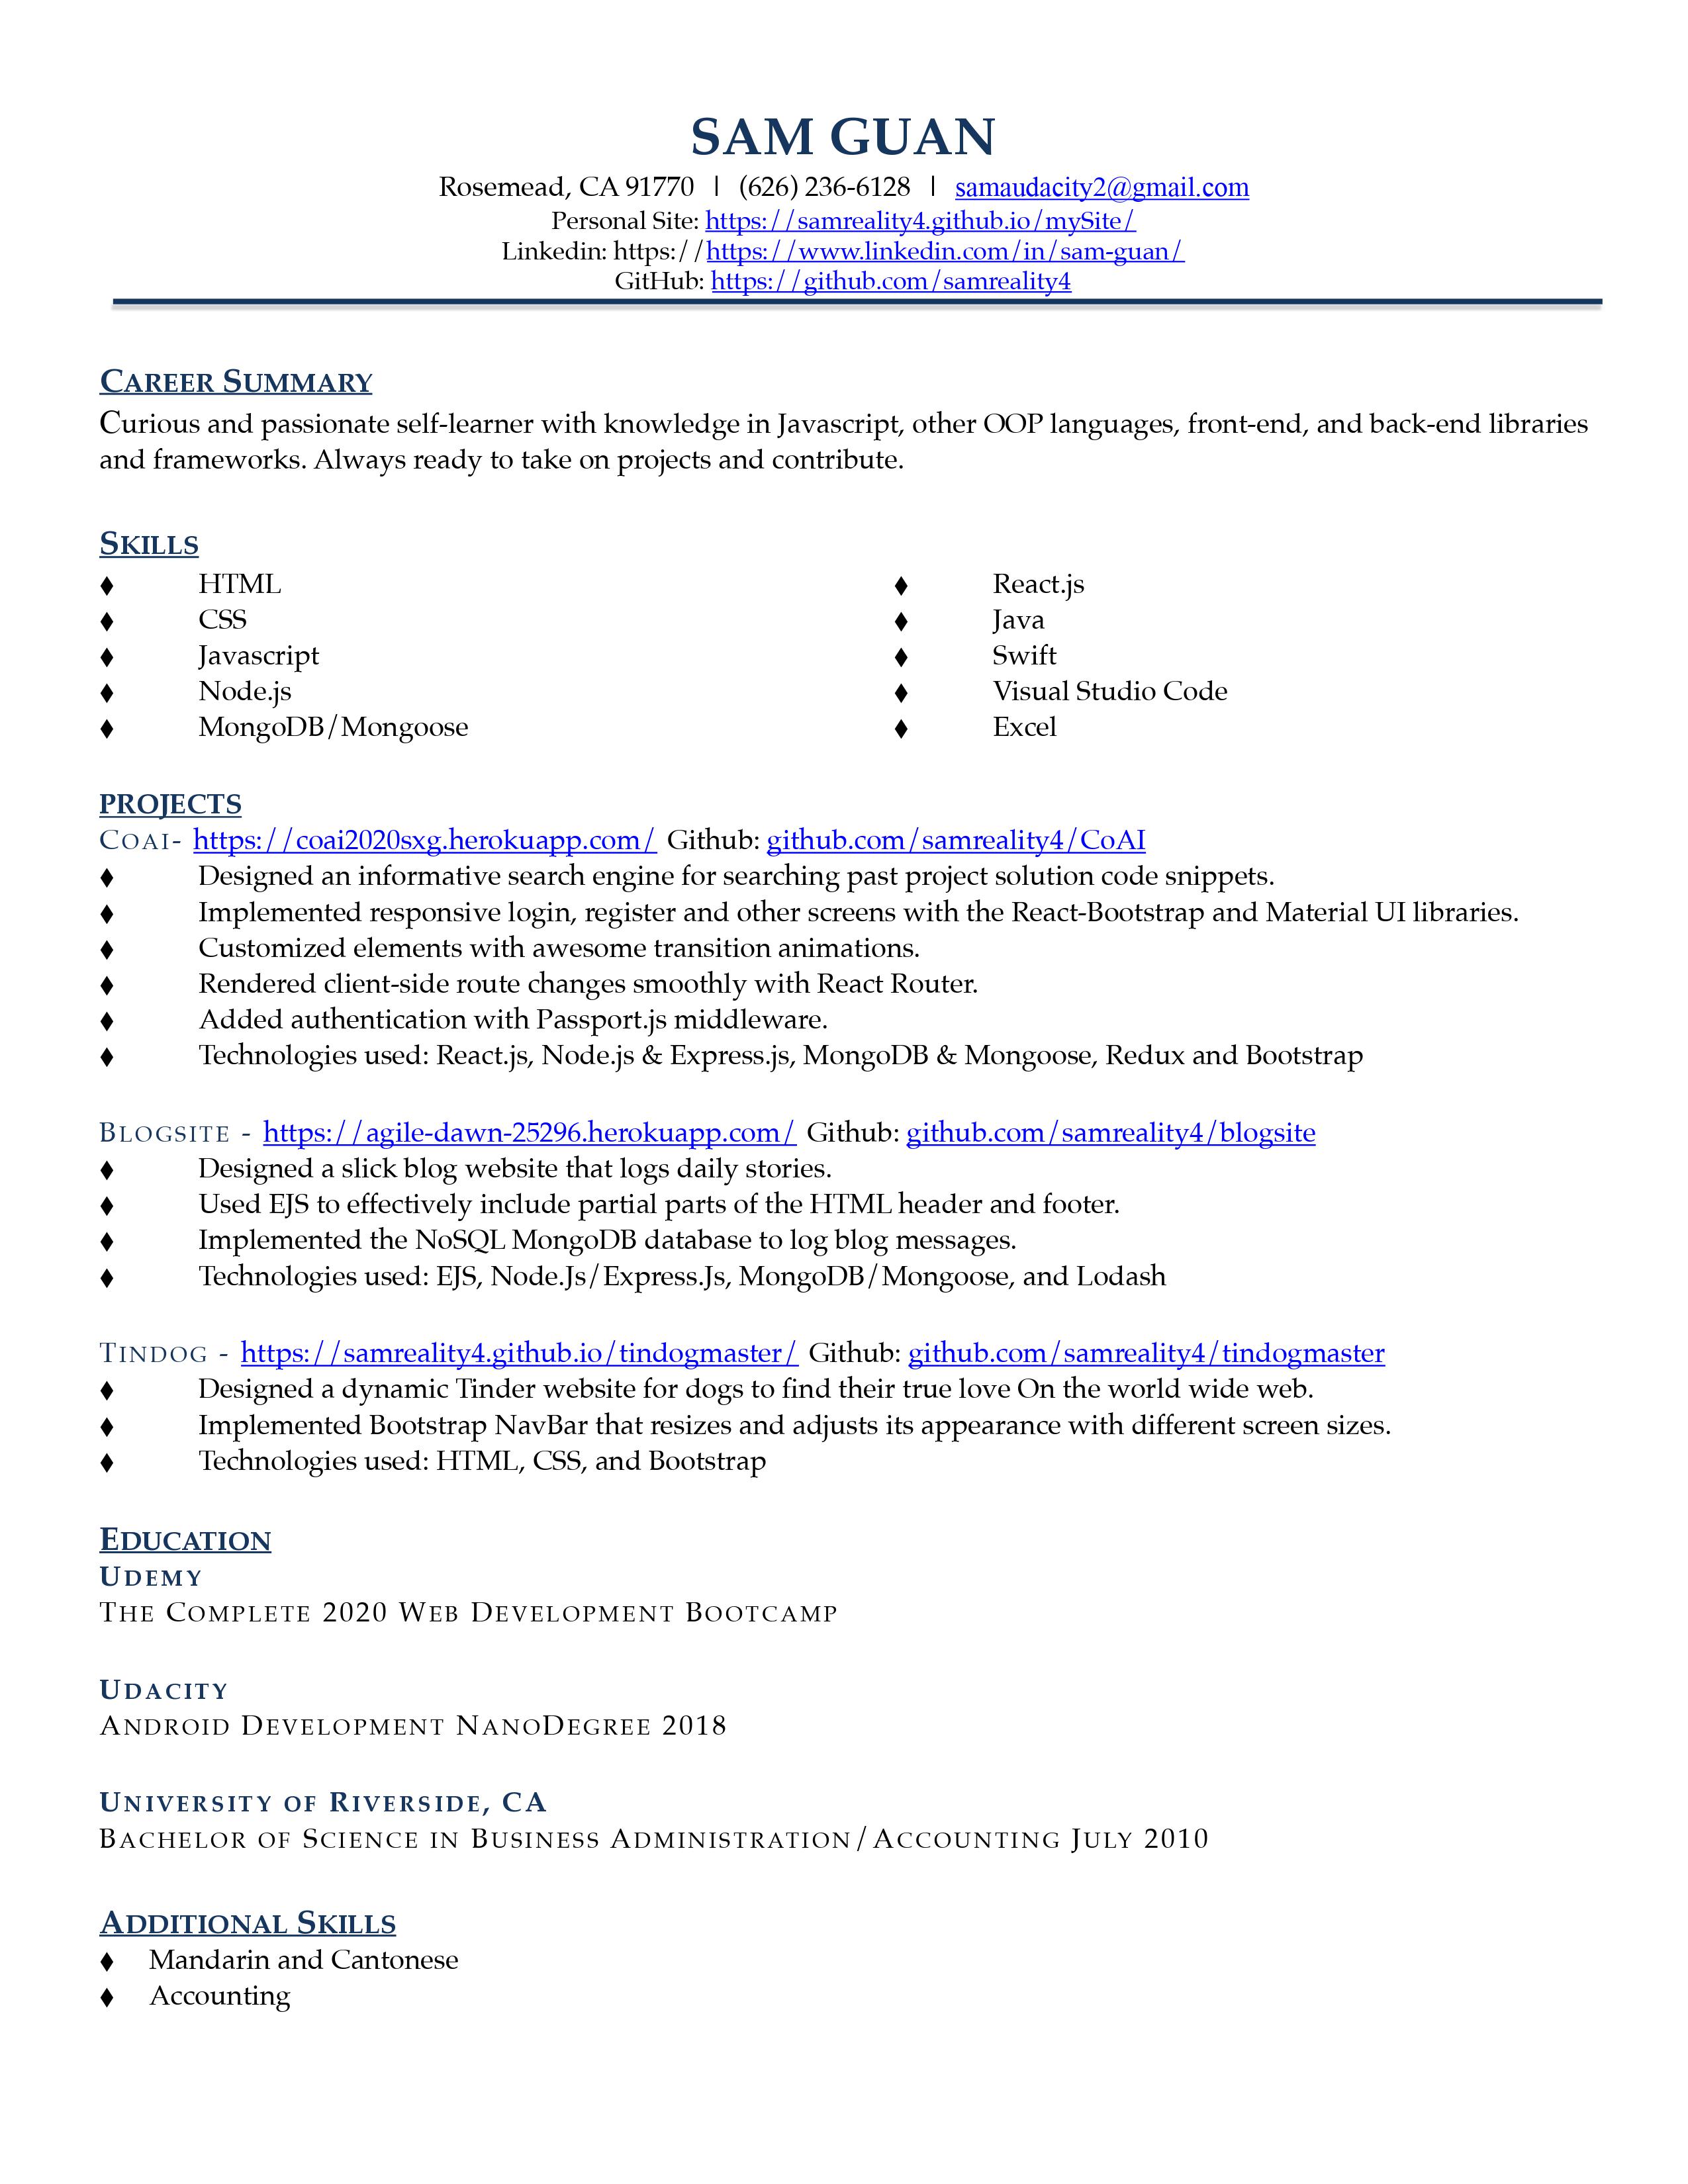 SAM GUAN
Rosemead, CA 91770 | (626) 236-6128 | samaudacity2@gmail.com
Personal Site: https://samreality4.github.io/mySite/
Linkedin: https://https://www.linkedin.com/in/sam-guan/
GitHub: https://github.com/samreality4
CAREER SUMMARY
Curious and passionate self-learner with knowledge in Javascript, other OOP languages, front-end, and back-end libraries
and frameworks. Always ready to take on projects and contribute.
SKILLS
♦ HTML
♦ CSS
♦ Javascript
♦ Node.js
♦ MongoDB/Mongoose
♦ React.js
♦ Java
♦ Swift
♦ Visual Studio Code
♦ Excel
PROJECTS
COAI- https://coai2020sxg.herokuapp.com/ Github: github.com/samreality4/CoAI
♦ Designed an informative search engine for searching past project solution code snippets.
♦ Implemented responsive login, register and other screens with the React-Bootstrap and Material UI libraries.
♦ Customized elements with awesome transition animations.
♦ Rendered client-side route changes smoothly with React Router.
♦ Added authentication with Passport.js middleware.
♦ Technologies used: React.js, Node.js & Express.js, MongoDB & Mongoose, Redux and Bootstrap
BLOGSITE - https://agile-dawn-25296.herokuapp.com/ Github: github.com/samreality4/blogsite
♦ Designed a slick blog website that logs daily stories.
♦ Used EJS to effectively include partial parts of the HTML header and footer.
♦ Implemented the NoSQL MongoDB database to log blog messages.
♦ Technologies used: EJS, Node.Js/Express.Js, MongoDB/Mongoose, and Lodash
TINDOG - https://samreality4.github.io/tindogmaster/ Github: github.com/samreality4/tindogmaster
♦ Designed a dynamic Tinder website for dogs to find their true love On the world wide web.
♦ Implemented Bootstrap NavBar that resizes and adjusts its appearance with different screen sizes.
♦ Technologies used: HTML, CSS, and Bootstrap
EDUCATION
UDEMY
THE COMPLETE 2020 WEB DEVELOPMENT BOOTCAMP
UDACITY
ANDROID DEVELOPMENT NANODEGREE 2018
UNIVERSITY OF RIVERSIDE, CA
BACHELOR OF SCIENCE IN BUSINESS ADMINISTRATION/ACCOUNTING JULY 2010
ADDITIONAL SKILLS
♦ Mandarin and Cantonese
♦ Accounting